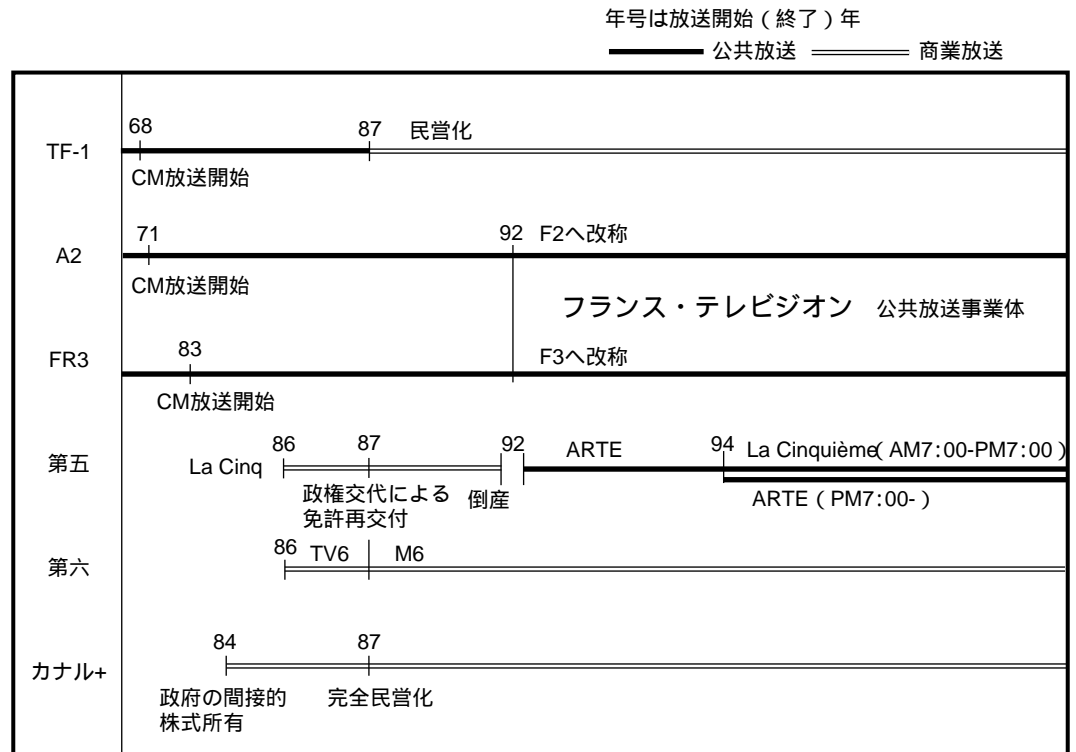 年号は放送開始（終了）年
公共放送 商業放送
68 87 民営化
TF-1
CM放送開始
71 92 F2へ改称
A2
CM放送開始
フランス・テレビジオン 公共放送事業体
83 F3へ改称
FR3
CM放送開始
86 87 92 ARTE 94 La Cinquième（AM7:00-PM7:00）
第五 La Cinq
政権交代による 倒産 ARTE（PM7:00-）
免許再交付
86 TV6 M6
第六
84 87
カナル+
政府の間接的 完全民営化
株式所有